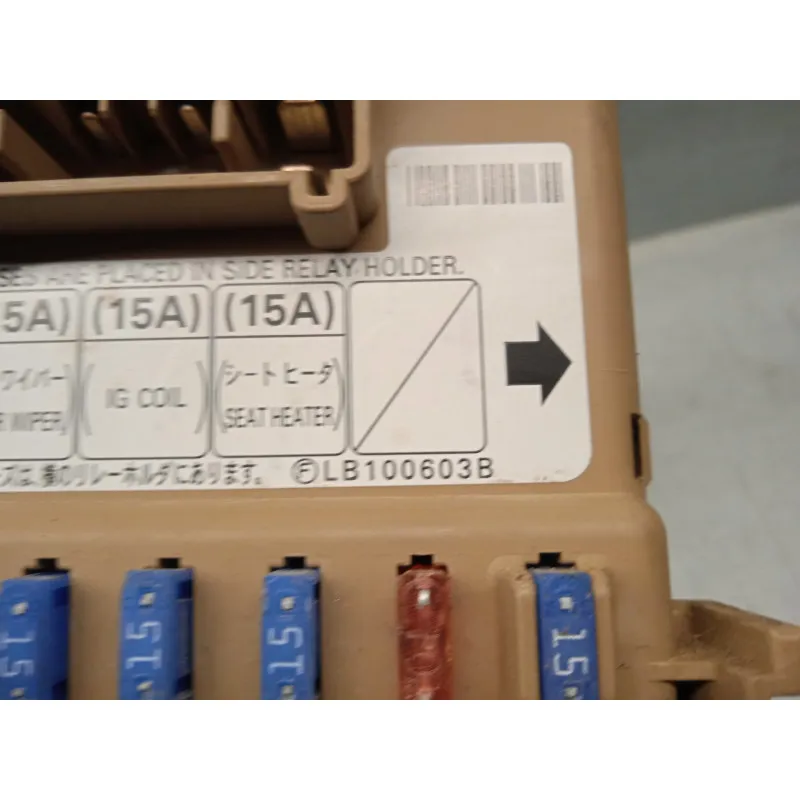 SES ARE PLACED IN SIDE RELAY HOLDER.
5A) (15A) (15A)
ワイパー シート ヒータ
R WIPER) (IG COIL) (SEAT HEATER)
ズは、横のリレーホルダにあります。 Ⓕ LB100603B
15 15 15 10 15